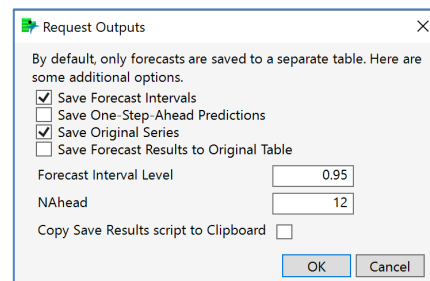 Request Outputs
By default, only forecasts are saved to a separate table. Here are
some additional options.
Save Forecast Intervals
Save One-Step-Ahead Predictions
Save Original Series
Save Forecast Results to Original Table
Forecast Interval Level 0.95
NAhead 12
Copy Save Results script to Clipboard
OK Cancel